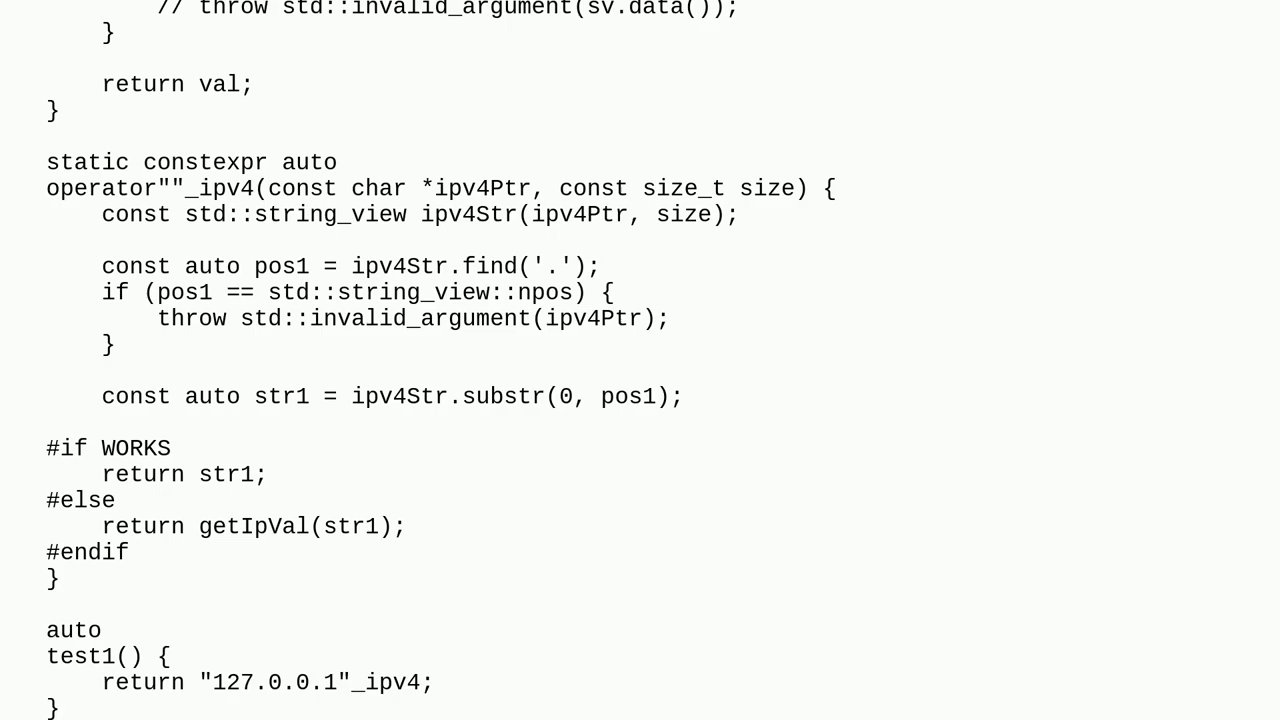 // throw std::invalid_argument(sv.data());
    }

    return val;
}

static constexpr auto
operator""_ipv4(const char *ipv4Ptr, const size_t size) {
    const std::string_view ipv4Str(ipv4Ptr, size);

    const auto pos1 = ipv4Str.find('.');
    if (pos1 == std::string_view::npos) {
        throw std::invalid_argument(ipv4Ptr);
    }

    const auto str1 = ipv4Str.substr(0, pos1);

#if WORKS
    return str1;
#else
    return getIpVal(str1);
#endif
}

auto
test1() {
    return "127.0.0.1"_ipv4;
}